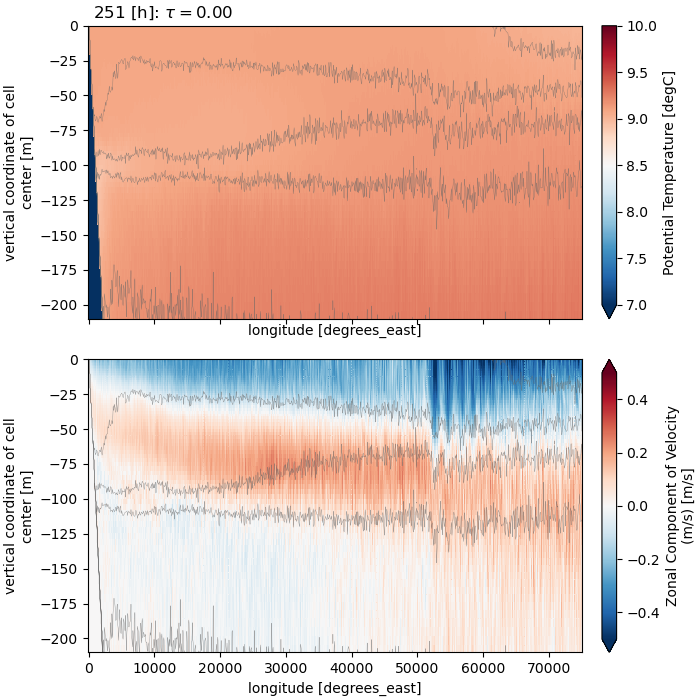 251 [h]: τ = 0.00
0
−25
−50
−75
−100
−125
−150
−175
−200
vertical coordinate of cell
center [m]
longitude [degrees_east]
10.0
9.5
9.0
8.5
8.0
7.5
7.0
Potential Temperature [degC]
0
−25
−50
−75
−100
−125
−150
−175
−200
vertical coordinate of cell
center [m]
0 10000 20000 30000 40000 50000 60000 70000
longitude [degrees_east]
0.4
0.2
0.0
−0.2
−0.4
Zonal Component of Velocity
(m/s) [m/s]